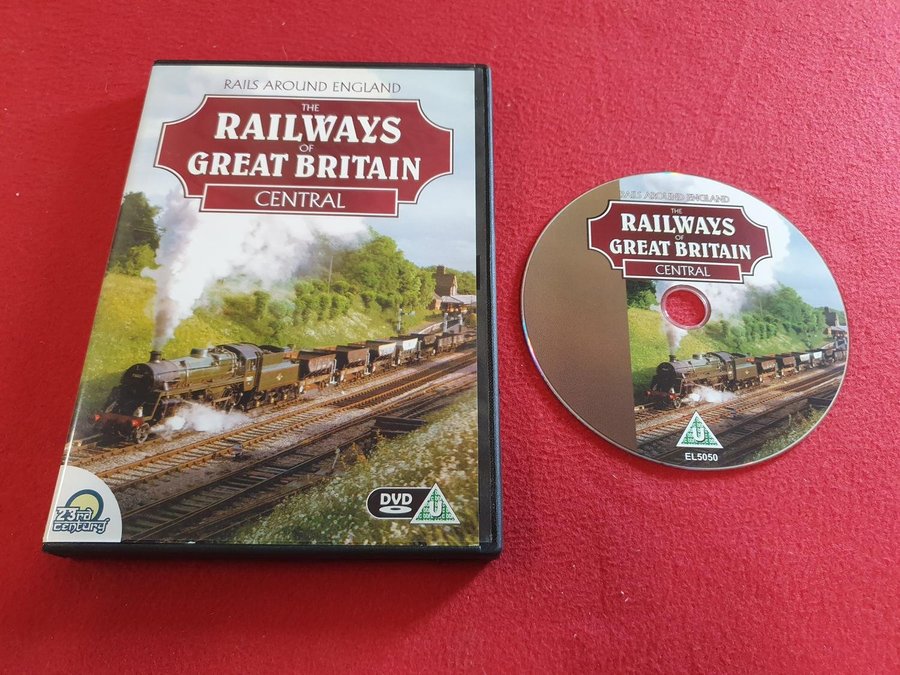 RAILS AROUND ENGLAND
THE
RAILWAYS
OF
GREAT BRITAIN
CENTRAL
23rd
century
DVD
U
RAILS AROUND ENGLAND
THE
RAILWAYS
OF
GREAT BRITAIN
CENTRAL
U
EL5050